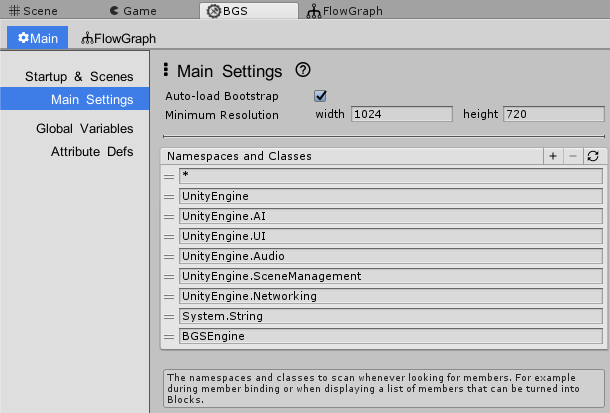 Scene Game BGS FlowGraph
Main FlowGraph
Startup & Scenes
Main Settings
Global Variables
Attribute Defs
Main Settings
Auto-load Bootstrap
Minimum Resolution width 1024 height 720
Namespaces and Classes
*
UnityEngine
UnityEngine.AI
UnityEngine.UI
UnityEngine.Audio
UnityEngine.SceneManagement
UnityEngine.Networking
System.String
BGSEngine
The namespaces and classes to scan whenever looking for members. For example
during member binding or when displaying a list of members that can be turned into
Blocks.